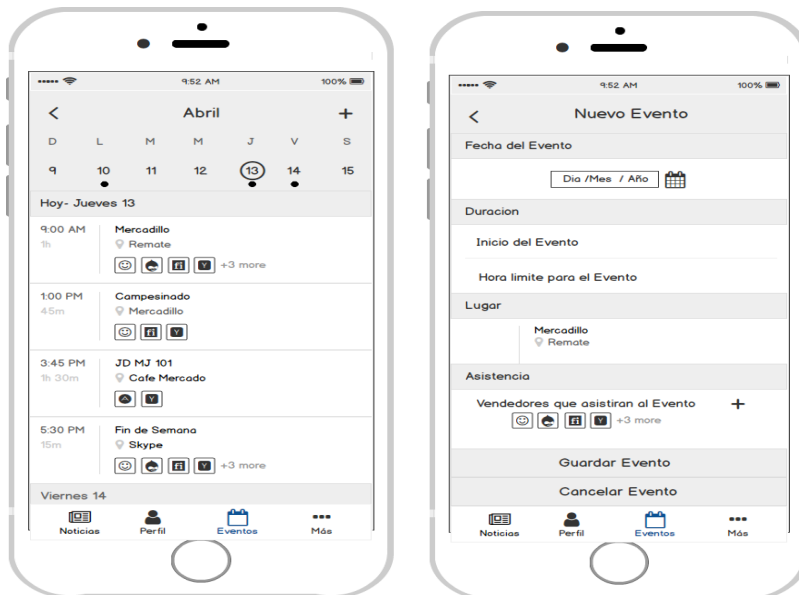 9:52 AM 100%
Abril +
D L M M J V S
9 10 11 12 13 14 15
Hoy- Jueves 13
9:00 AM Mercadillo
1h Remate
fi Y +3 more
1:00 PM Campesinado
45m Mercadillo
fi Y
3:45 PM JD MJ 101
1h 30m Cafe Mercado
Y
5:30 PM Fin de Semana
15m Skype
fi Y +3 more
Viernes 14
Noticias Perfil Eventos Más
9:52 AM 100%
Nuevo Evento
Fecha del Evento
Dia /Mes / Año
Duracion
Inicio del Evento
Hora limite para el Evento
Lugar
Mercadillo
Remate
Asistencia
Vendedores que asistiran al Evento +
fi Y +3 more
Guardar Evento
Cancelar Evento
Noticias Perfil Eventos Más